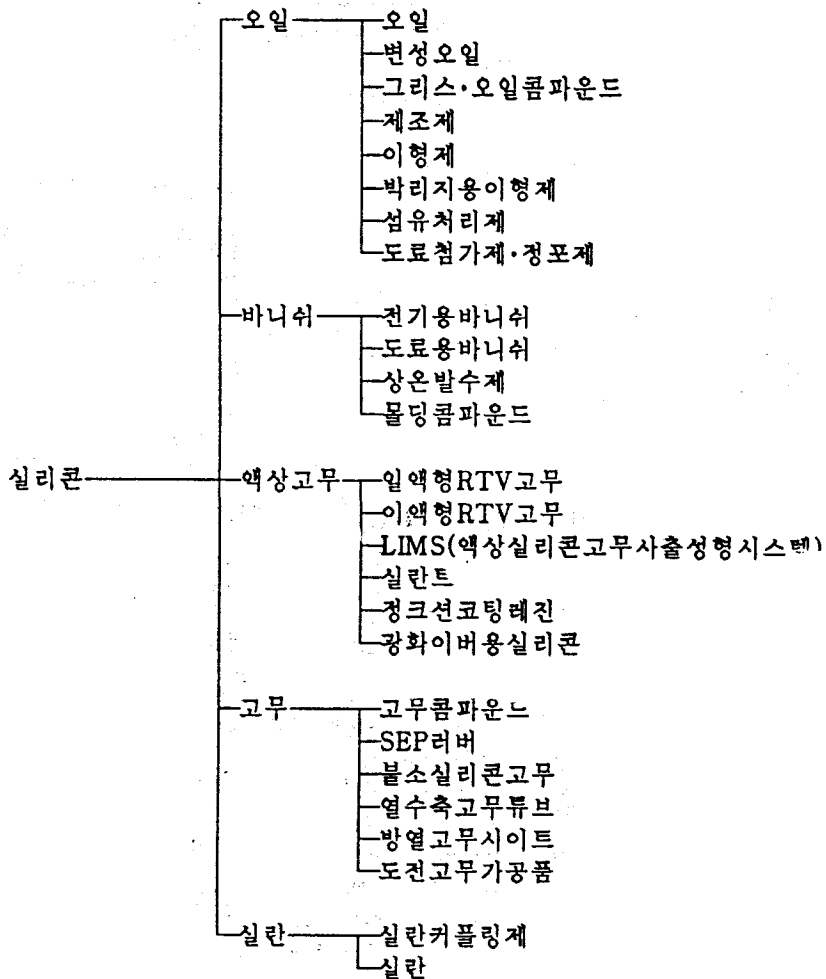 오일 오일
변성오일
그리스·오일콤파운드
제조제
이형제
박리지용이형제
섬유처리제
도료첨가제·정포제
바니쉬 전기용바니쉬
도료용바니쉬
상온발수제
몰딩콤파운드
실리콘 액상고무 일액형RTV고무
이액형RTV고무
LIMS(액상실리콘고무사출성형시스템)
실란트
정크션코팅레진
광화이버용실리콘
고무 고무콤파운느
SEP러버
불소실리콘고무
열수축고무튜브
방열고무시이트
도전고무가공품
실란 실란커플링제
실란